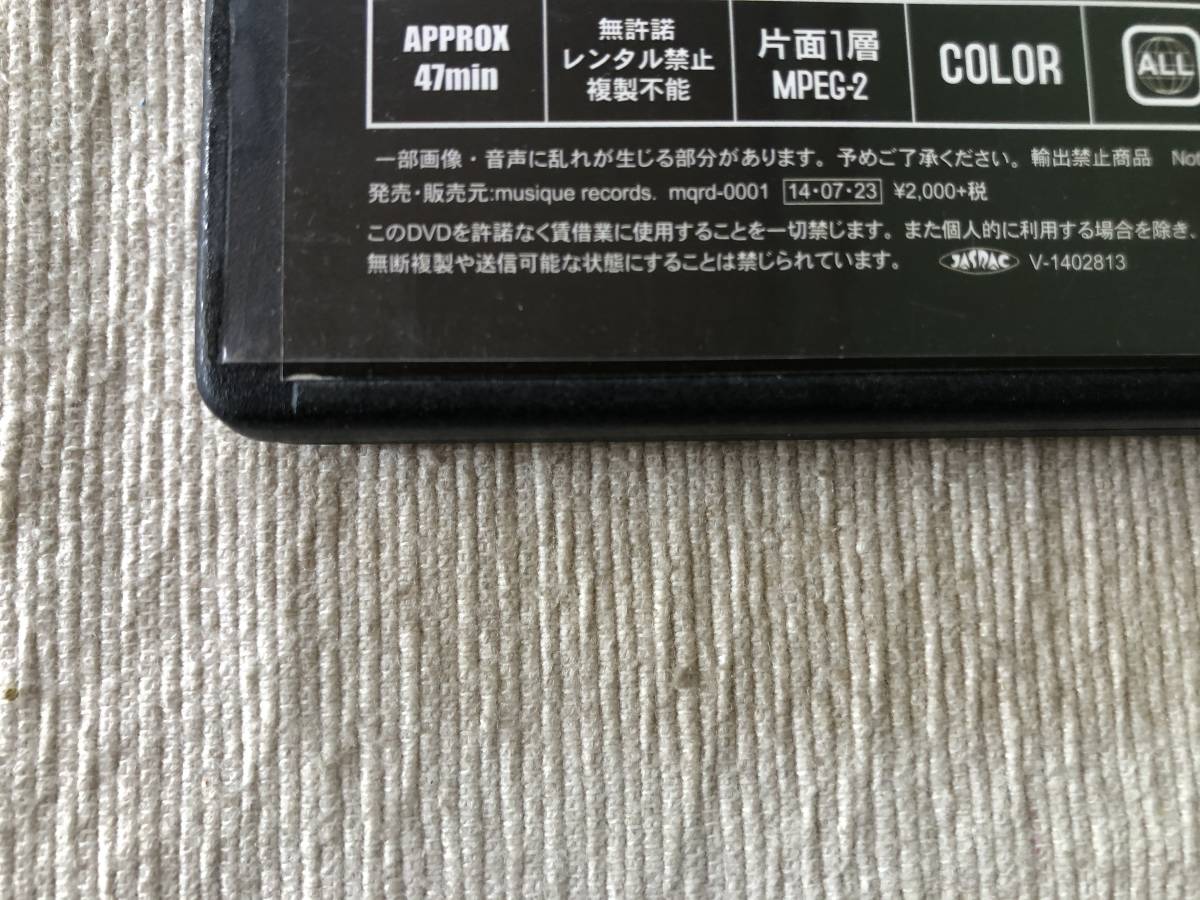 APPROX
47min
無許諾
レンタル禁止
複製不能
片面1層
MPEG-2
COLOR
ALL
一部画像・音声に乱れが生じる部分があります。予めご了承ください。輸出禁止商品 Not
発売・販売元:musique records. mqrd-0001 14・07・23 ¥2,000+税
このDVDを許諾なく賃借業に使用することを一切禁じます。また個人的に利用する場合を除き、
無断複製や送信可能な状態にすることは禁じられています。 JASRAC V-1402813